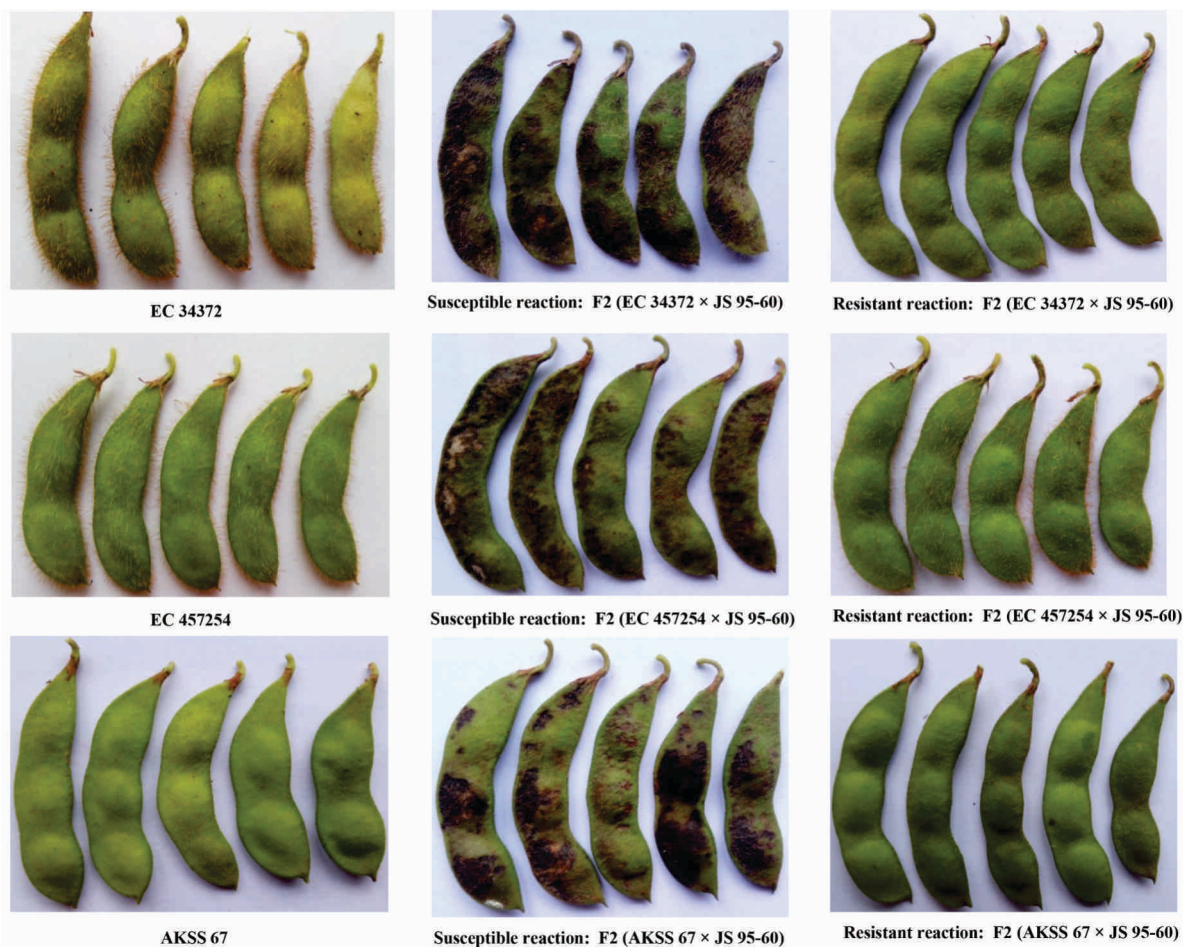 EC 34372
Susceptible reaction: F2 (EC 34372 × JS 95-60)
Resistant reaction: F2 (EC 34372 × JS 95-60)
EC 457254
Susceptible reaction: F2 (EC 457254 × JS 95-60)
Resistant reaction: F2 (EC 457254 × JS 95-60)
AKSS 67
Susceptible reaction: F2 (AKSS 67 × JS 95-60)
Resistant reaction: F2 (AKSS 67 × JS 95-60)